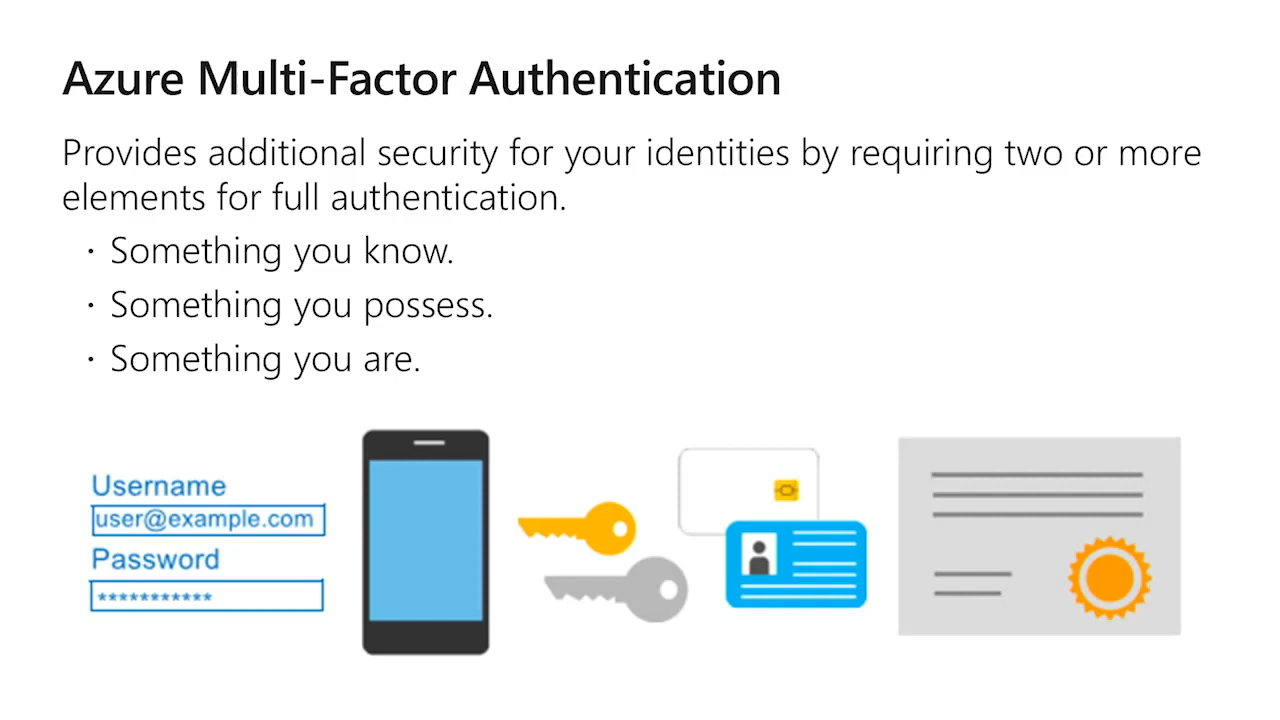 Azure Multi-Factor Authentication
Provides additional security for your identities by requiring two or more
elements for full authentication.
· Something you know.
· Something you possess.
· Something you are.
Username
user@example.com
Password
***********